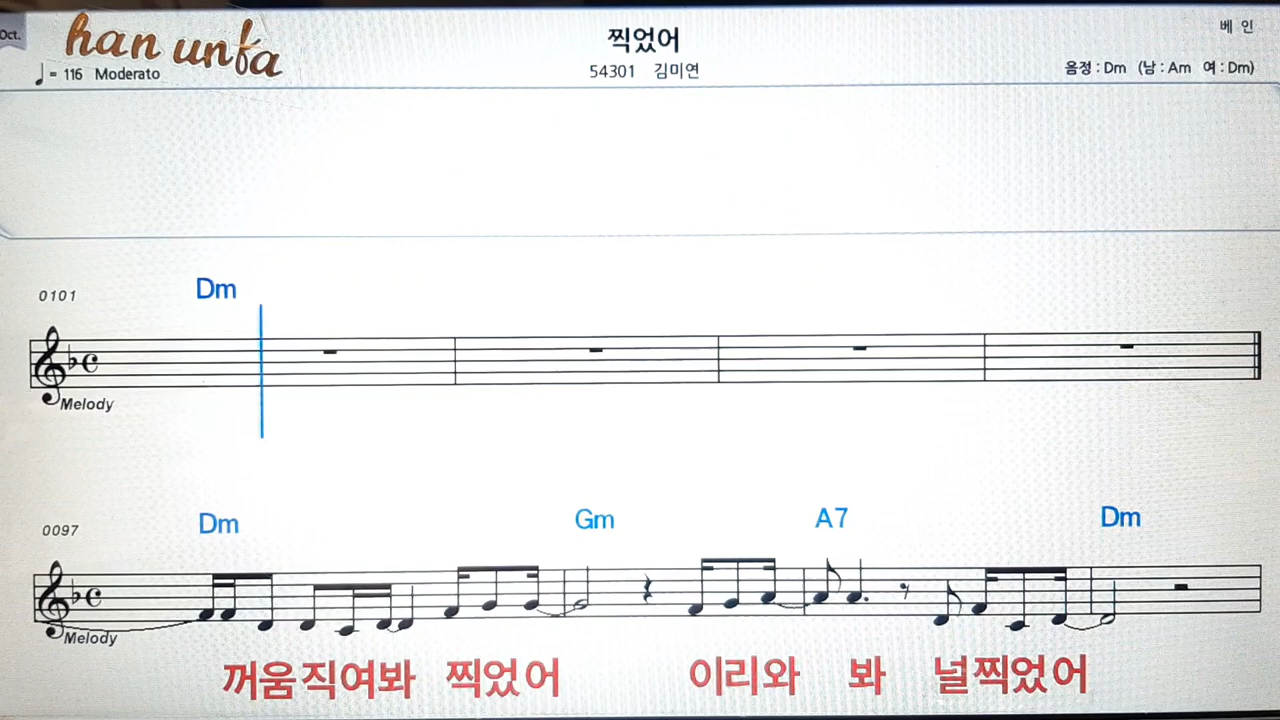 Oct.
han unfa
찍었어
베 인
♩= 116 Moderato
54301 김미연
음정 : Dm (남 : Am 여 : Dm)
0101
Dm
Melody
0097
Dm Gm A7 Dm
Melody
꺼움직여봐 찍었어 이리와 봐 널찍었어